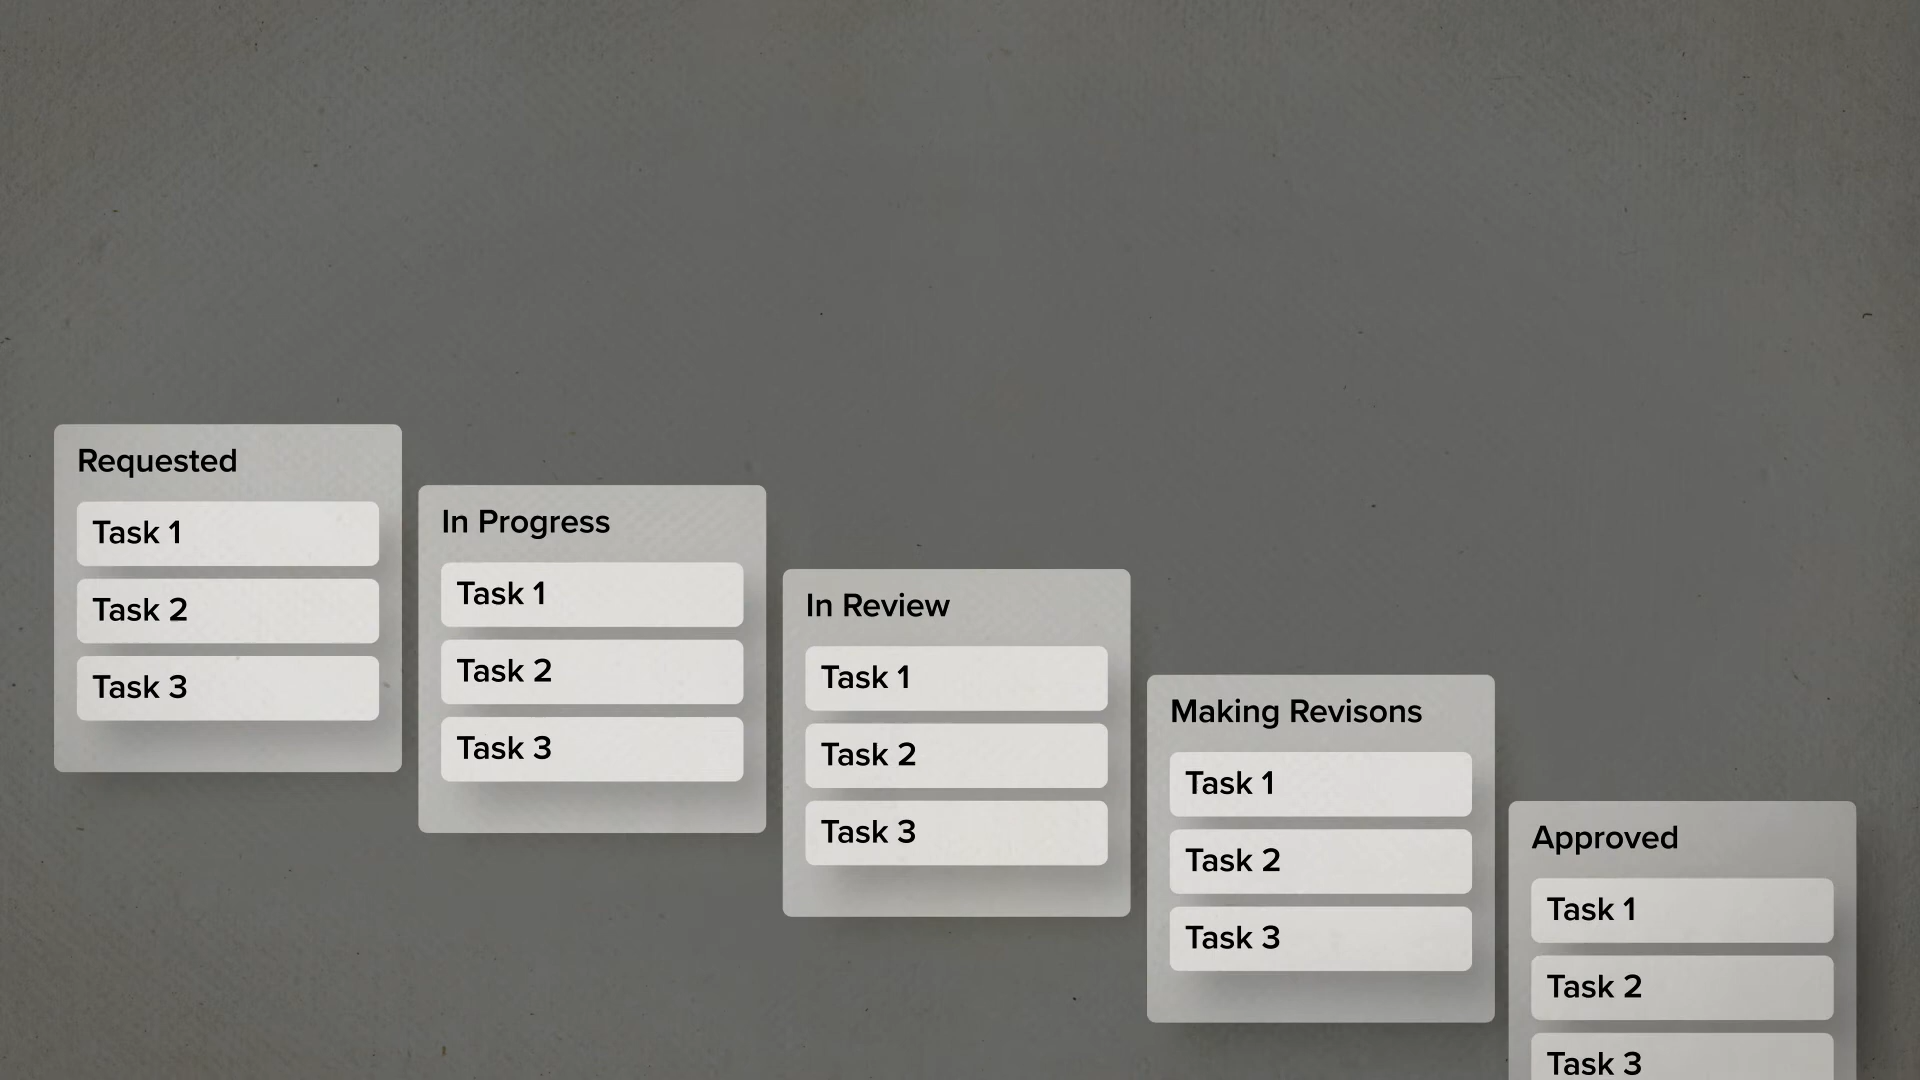 Requested
Task 1
Task 2
Task 3
In Progress
Task 1
Task 2
Task 3
In Review
Task 1
Task 2
Task 3
Making Revisons
Task 1
Task 2
Task 3
Approved
Task 1
Task 2
Task 3